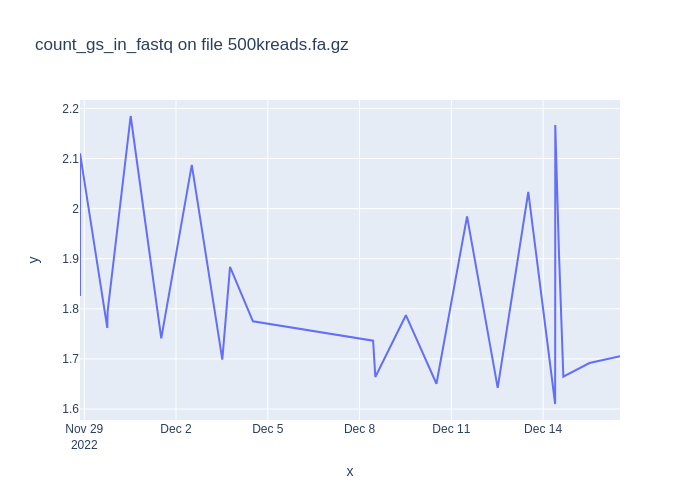 count_gs_in_fastq on file 500kreads.fa.gz
2.2
2.1
2
1.9
1.8
1.7
1.6
y
Nov 29 Dec 2 Dec 5 Dec 8 Dec 11 Dec 14
2022
x